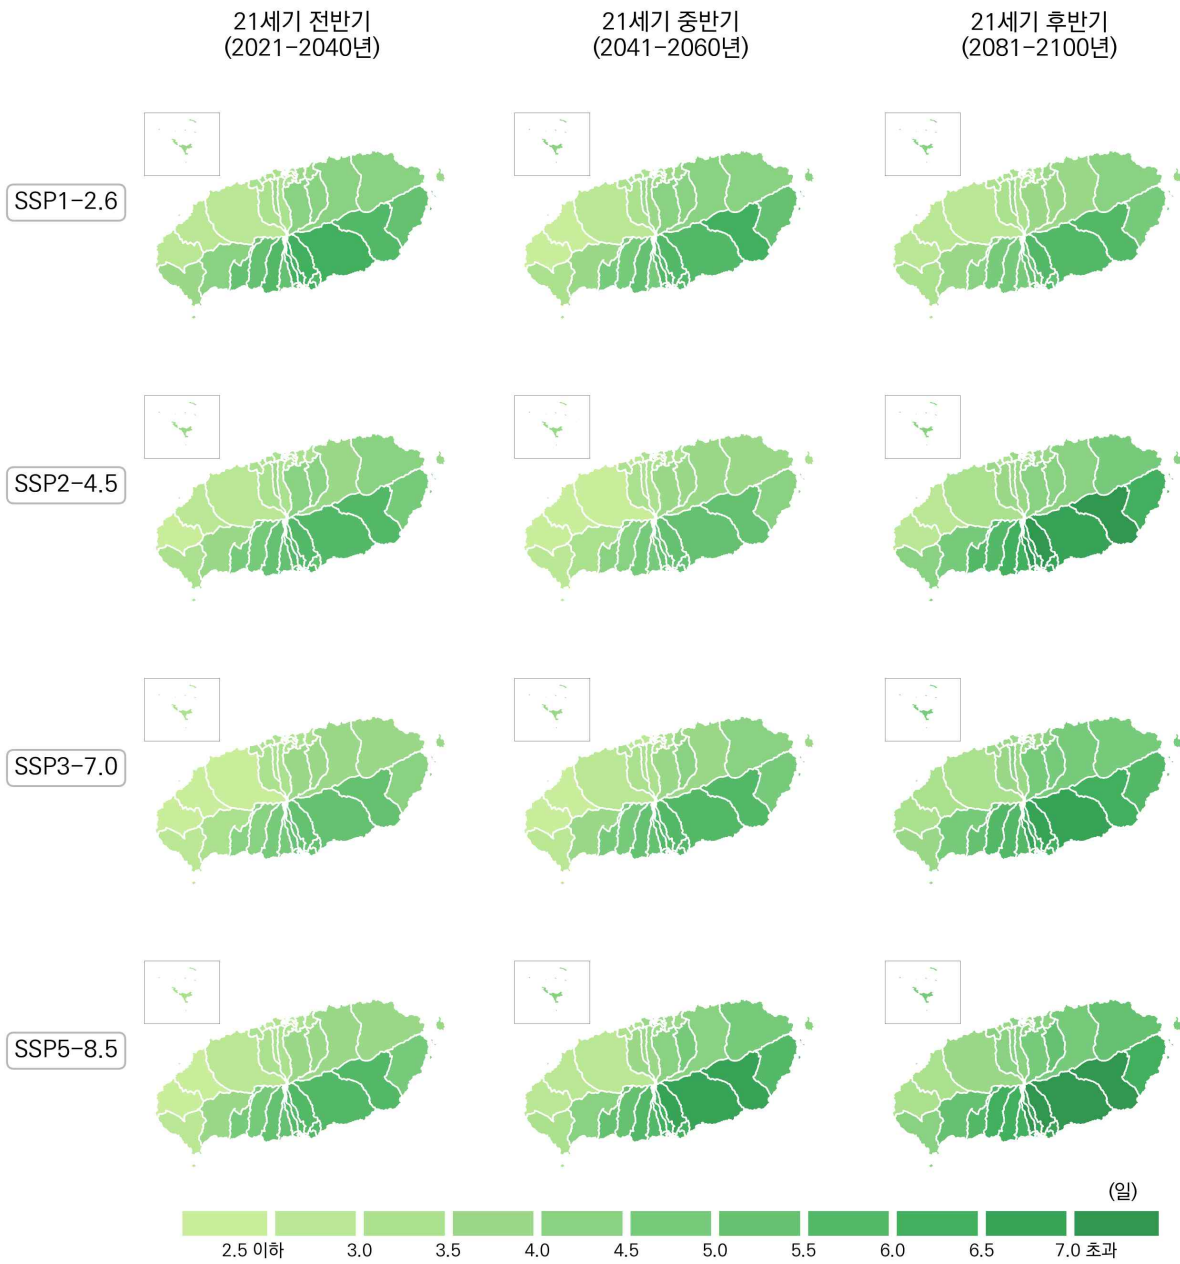 21세기 전반기
(2021-2040년)
21세기 중반기
(2041-2060년)
21세기 후반기
(2081-2100년)
SSP1-2.6
SSP2-4.5
SSP3-7.0
SSP5-8.5
(일)
2.5 이하 3.0 3.5 4.0 4.5 5.0 5.5 6.0 6.5 7.0 초과